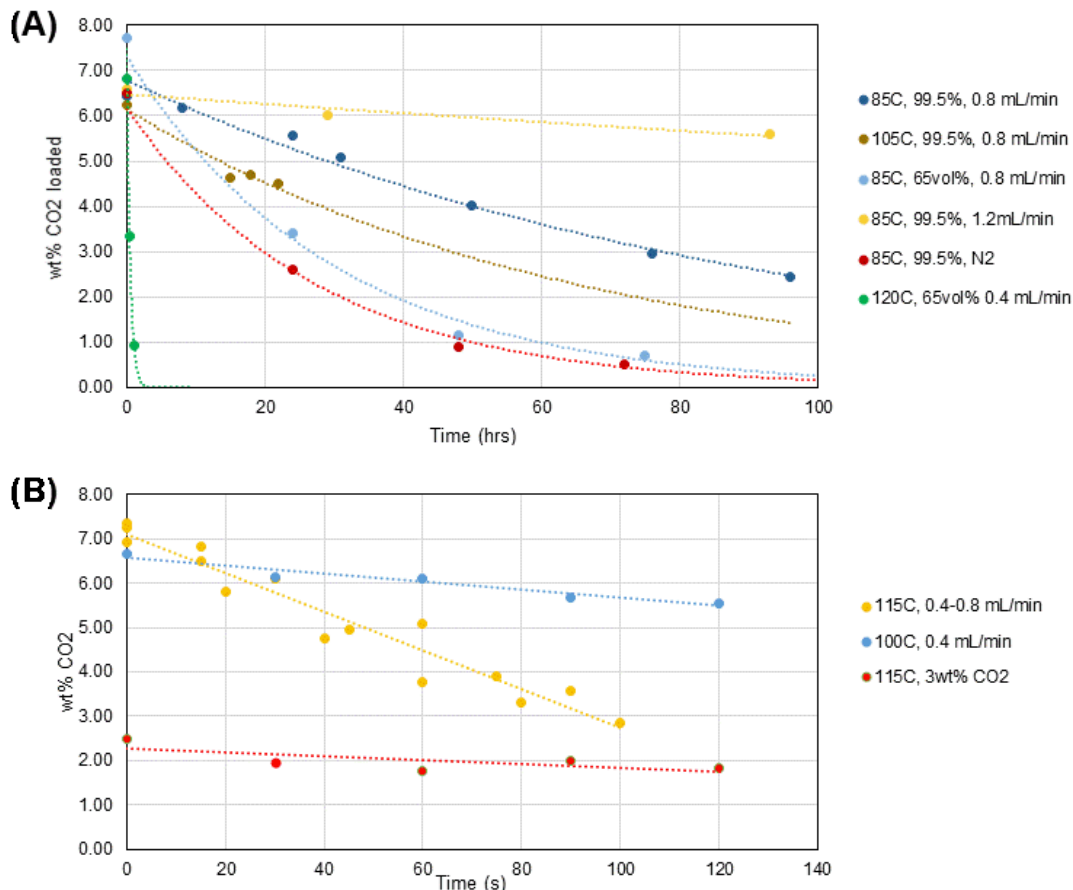 (A)
8.00
7.00
6.00
5.00
4.00
3.00
2.00
1.00
0.00
wt% CO2 loaded
0 20 40 60 80 100
Time (hrs)
85C, 99.5%, 0.8 mL/min
105C, 99.5%, 0.8 mL/min
85C, 65vol%, 0.8 mL/min
85C, 99.5%, 1.2mL/min
85C, 99.5%, N2
120C, 65vol% 0.4 mL/min
(B)
8.00
7.00
6.00
5.00
4.00
3.00
2.00
1.00
0.00
wt% CO2
0 20 40 60 80 100 120 140
Time (s)
115C, 0.4-0.8 mL/min
100C, 0.4 mL/min
115C, 3wt% CO2